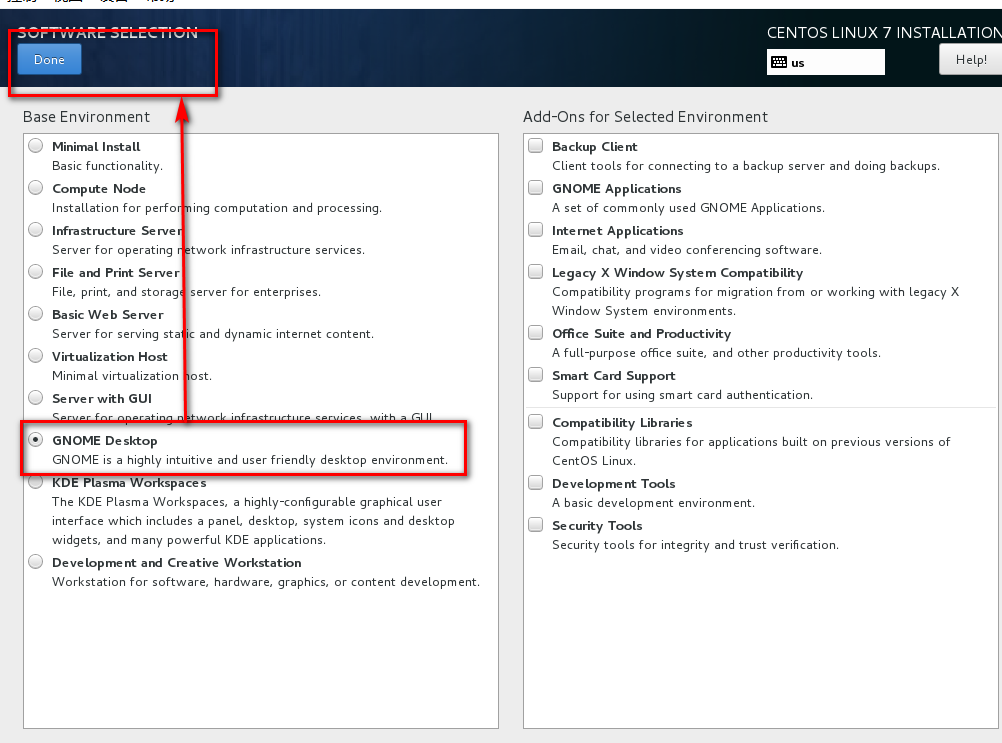 SOFTWARE SELECTION
CENTOS LINUX 7 INSTALLATION
Done
us
Help!
Base Environment
Minimal Install
Basic functionality.
Compute Node
Installation for performing computation and processing.
Infrastructure Server
Server for operating network infrastructure services.
File and Print Server
File, print, and storage server for enterprises.
Basic Web Server
Server for serving static and dynamic internet content.
Virtualization Host
Minimal virtualization host.
Server with GUI
Server for operating network infrastructure services, with a GUI.
GNOME Desktop
GNOME is a highly intuitive and user friendly desktop environment.
KDE Plasma Workspaces
The KDE Plasma Workspaces, a highly-configurable graphical user
interface which includes a panel, desktop, system icons and desktop
widgets, and many powerful KDE applications.
Development and Creative Workstation
Workstation for software, hardware, graphics, or content development.
Add-Ons for Selected Environment
Backup Client
Client tools for connecting to a backup server and doing backups.
GNOME Applications
A set of commonly used GNOME Applications.
Internet Applications
Email, chat, and video conferencing software.
Legacy X Window System Compatibility
Compatibility programs for migration from or working with legacy X
Window System environments.
Office Suite and Productivity
A full-purpose office suite, and other productivity tools.
Smart Card Support
Support for using smart card authentication.
Compatibility Libraries
Compatibility libraries for applications built on previous versions of
CentOS Linux.
Development Tools
A basic development environment.
Security Tools
Security tools for integrity and trust verification.